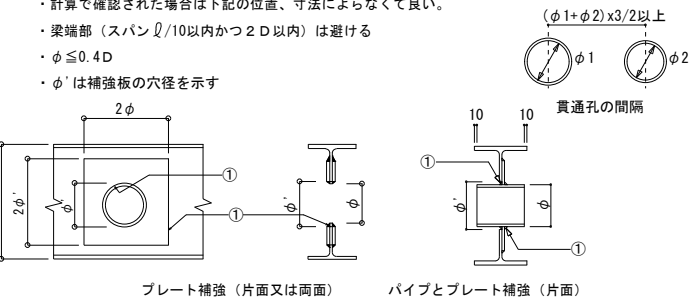 ・計算で確認された場合は下記の位置、寸法によらなくて良い。
・梁端部（スパンℓ/10以内かつ２Ｄ以内）は避ける
・φ≦0.4D
・φ'は補強板の穴径を示す
(φ1+φ2)x3/2以上
φ1
φ2
貫通孔の間隔
2φ
10
10
①
①
①
①
2φ'
φ'
φ'
φ
φ'
φ
プレート補強（片面又は両面）
パイプとプレート補強（片面）